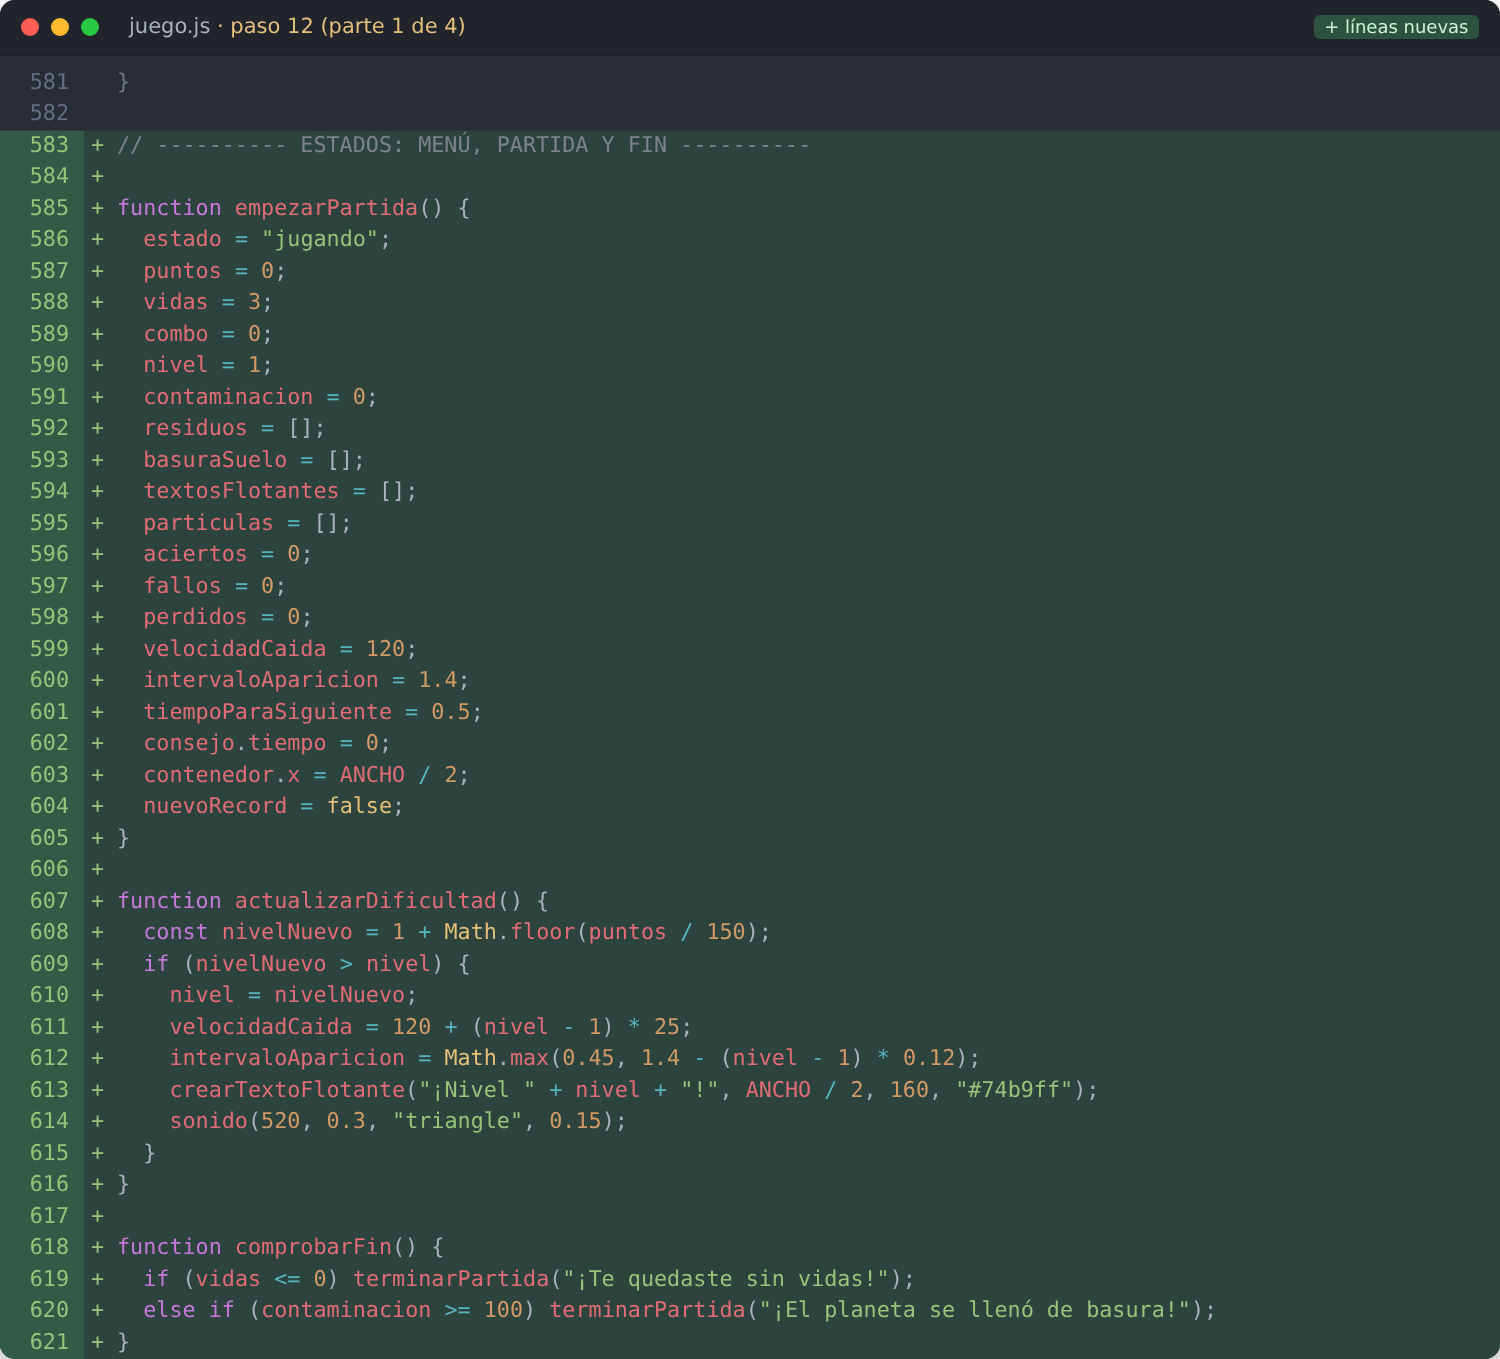 juego.js · paso 12 (parte 1 de 4)
+ líneas nuevas
581 }
582
583 + // ---------- ESTADOS: MENÚ, PARTIDA Y FIN ----------
584 +
585 + function empezarPartida() {
586 +   estado = "jugando";
587 +   puntos = 0;
588 +   vidas = 3;
589 +   combo = 0;
590 +   nivel = 1;
591 +   contaminacion = 0;
592 +   residuos = [];
593 +   basuraSuelo = [];
594 +   textosFlotantes = [];
595 +   particulas = [];
596 +   aciertos = 0;
597 +   fallos = 0;
598 +   perdidos = 0;
599 +   velocidadCaida = 120;
600 +   intervaloAparicion = 1.4;
601 +   tiempoParaSiguiente = 0.5;
602 +   consejo.tiempo = 0;
603 +   contenedor.x = ANCHO / 2;
604 +   nuevoRecord = false;
605 + }
606 +
607 + function actualizarDificultad() {
608 +   const nivelNuevo = 1 + Math.floor(puntos / 150);
609 +   if (nivelNuevo > nivel) {
610 +     nivel = nivelNuevo;
611 +     velocidadCaida = 120 + (nivel - 1) * 25;
612 +     intervaloAparicion = Math.max(0.45, 1.4 - (nivel - 1) * 0.12);
613 +     crearTextoFlotante("¡Nivel " + nivel + "!", ANCHO / 2, 160, "#74b9ff");
614 +     sonido(520, 0.3, "triangle", 0.15);
615 +   }
616 + }
617 +
618 + function comprobarFin() {
619 +   if (vidas <= 0) terminarPartida("¡Te quedaste sin vidas!");
620 +   else if (contaminacion >= 100) terminarPartida("¡El planeta se llenó de basura!");
621 + }